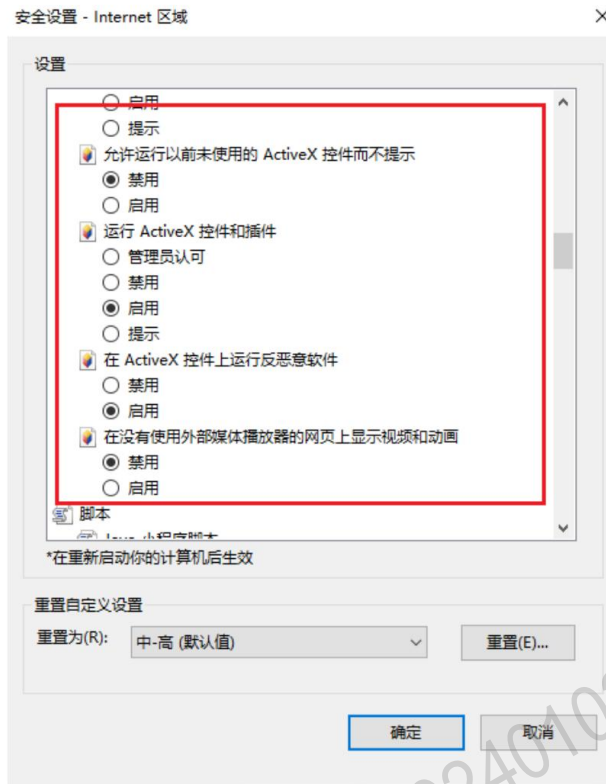 安全设置 - Internet 区域
设置
启用
提示
允许运行以前未使用的 ActiveX 控件而不提示
禁用
启用
运行 ActiveX 控件和插件
管理员认可
禁用
启用
提示
在 ActiveX 控件上运行反恶意软件
禁用
启用
在没有使用外部媒体播放器的网页上显示视频和动画
禁用
启用
脚本
Java 小程序脚本
*在重新启动你的计算机后生效
重置自定义设置
重置为(R): 中-高 (默认值) 重置(E)...
确定 取消